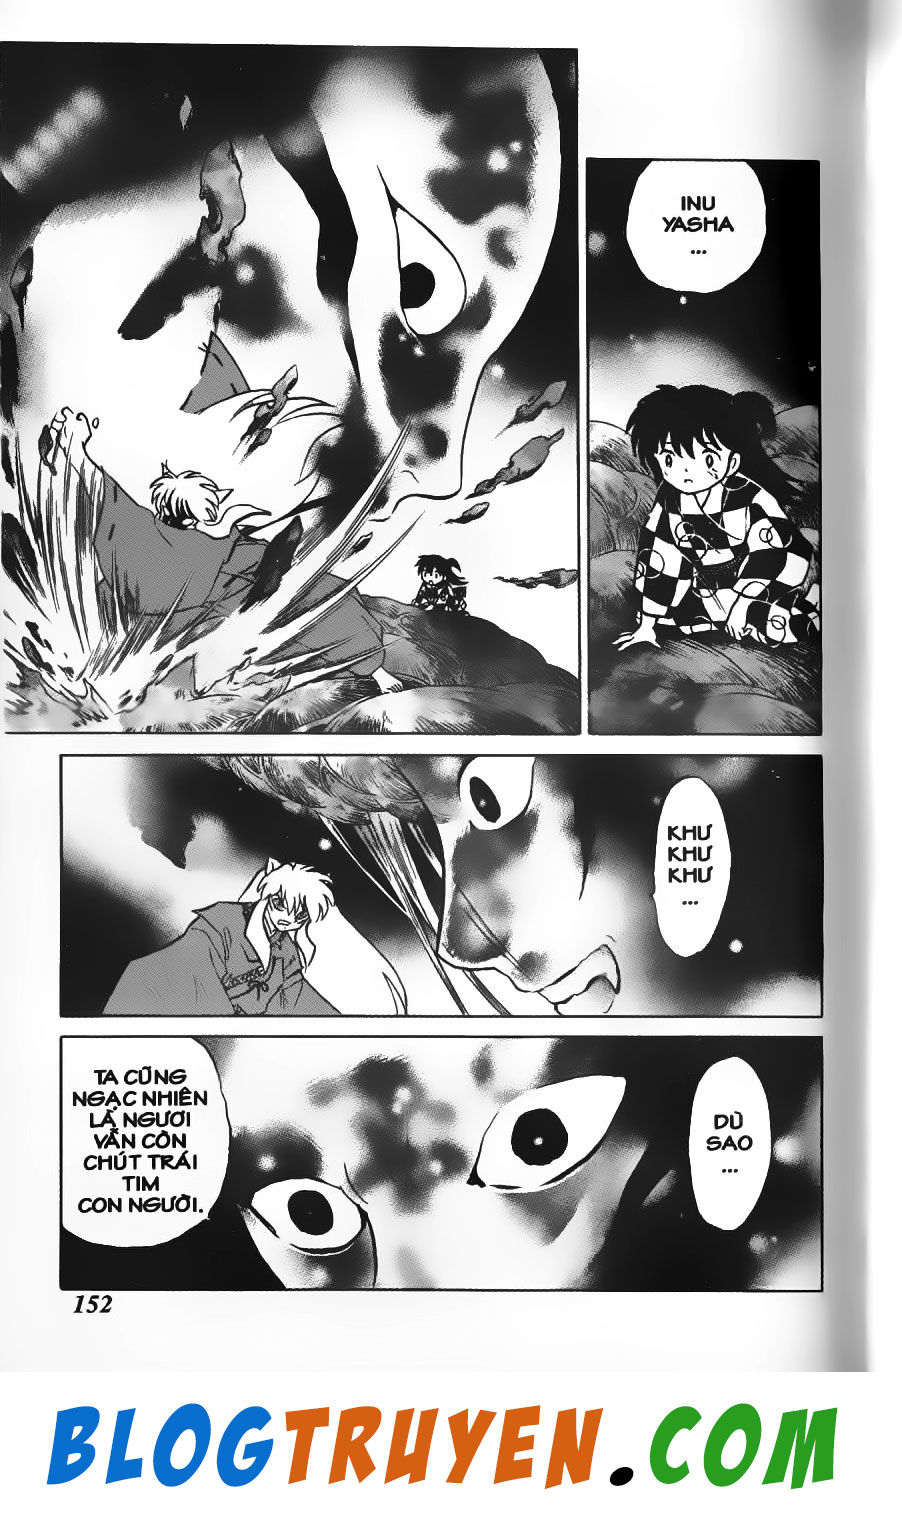 INU
YASHA
...
KHƯ
KHƯ
KHƯ
...
DÙ
SAO
...
TA CŨNG
NGẠC NHIÊN
LÀ NGƯƠI
VẪN CÒN
CHÚT TRÁI
TIM
CON NGƯỜI.
152
BLOGTRUYEN.COM